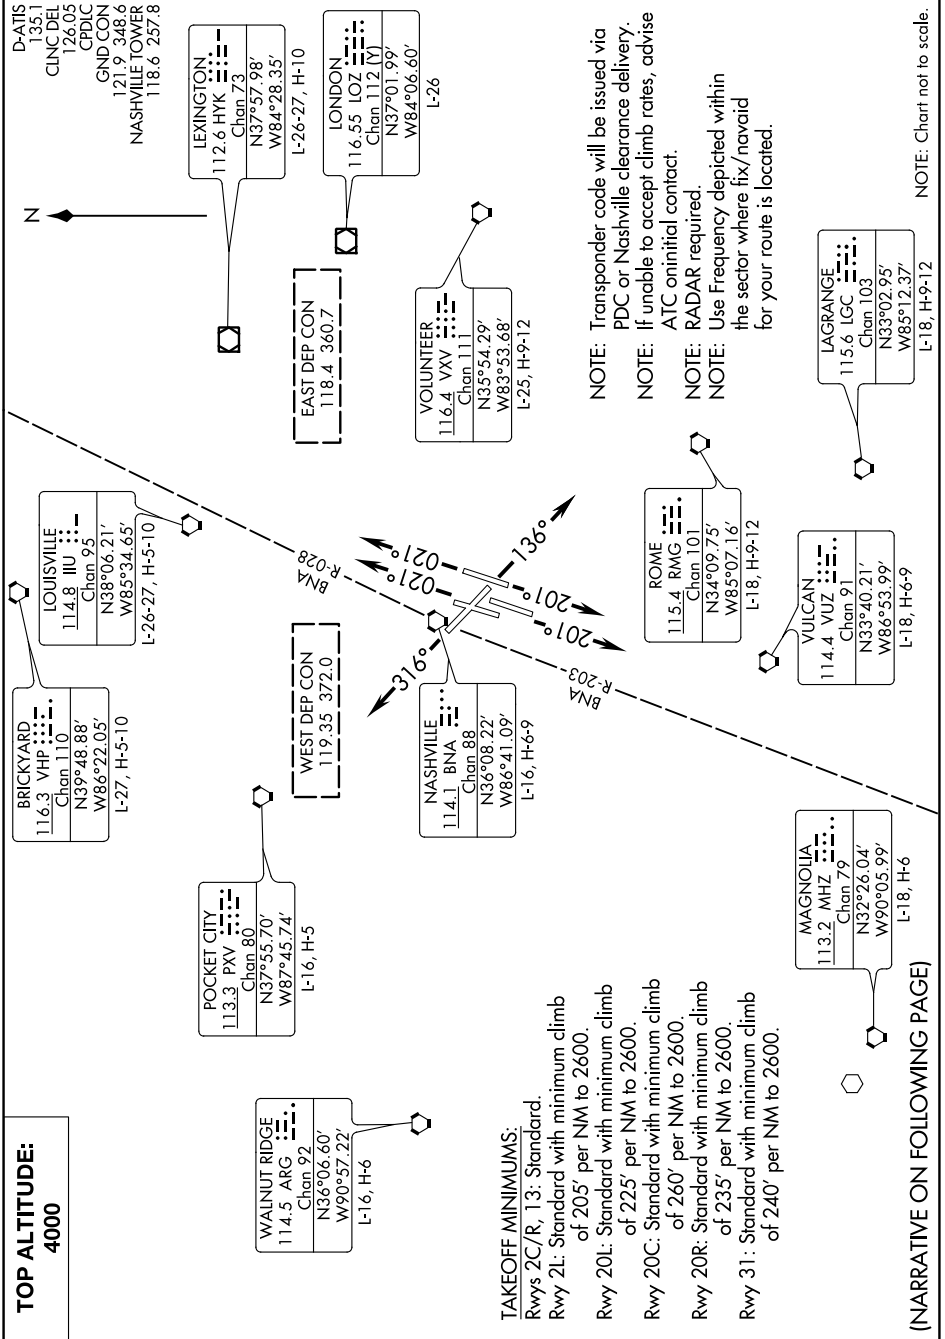 TOP ALTITUDE:
4000
D-ATIS
135.1
CLNC DEL
126.05
CPDLC
GND CON
121.9 348.6
NASHVILLE TOWER
118.6 257.8
N
BRICKYARD
116.3 VHP
Chan 110
N39°48.88'
W86°22.05'
L-27, H-5-10
LOUISVILLE
114.8 IIU
Chan 95
N38°06.21'
W85°34.65'
L-26-27, H-5-10
LEXINGTON
112.6 HYK
Chan 73
N37°57.98'
W84°28.35'
L-26-27, H-10
LONDON
116.55 LOZ
Chan 112 (Y)
N37°01.99'
W84°06.60'
L-26
POCKET CITY
113.3 PXV
Chan 80
N37°55.70'
W87°45.74'
L-16, H-5
WALNUT RIDGE
114.5 ARG
Chan 92
N36°06.60'
W90°57.22'
L-16, H-6
WEST DEP CON
119.35 372.0
EAST DEP CON
118.4 360.7
BNA
R-028
NASHVILLE
114.1 BNA
Chan 88
N36°08.22'
W86°41.09'
L-16, H-6-9
VOLUNTEER
116.4 VXV
Chan 111
N35°54.29'
W83°53.68'
L-25, H-9-12
021°
021°
316°
136°
201°
201°
BNA
R-203
TAKEOFF MINIMUMS:
Rwys 2C/R, 13: Standard.
Rwy 2L: Standard with minimum climb
of 205' per NM to 2600.
Rwy 20L: Standard with minimum climb
of 225' per NM to 2600.
Rwy 20C: Standard with minimum climb
of 260' per NM to 2600.
Rwy 20R: Standard with minimum climb
of 235' per NM to 2600.
Rwy 31: Standard with minimum climb
of 240' per NM to 2600.
NOTE: Transponder code will be issued via
PDC or Nashville clearance delivery.
NOTE: If unable to accept climb rates, advise
ATC oninitial contact.
NOTE: RADAR required.
NOTE: Use Frequency depicted within
the sector where fix/navaid
for your route is located.
ROME
115.4 RMG
Chan 101
N34°09.75'
W85°07.16'
L-18, H-9-12
VULCAN
114.4 VUZ
Chan 91
N33°40.21'
W86°53.99'
L-18, H-6-9
MAGNOLIA
113.2 MHZ
Chan 79
N32°26.04'
W90°05.99'
L-18, H-6
LAGRANGE
115.6 LGC
Chan 103
N33°02.95'
W85°12.37'
L-18, H-9-12
(NARRATIVE ON FOLLOWING PAGE)
NOTE: Chart not to scale.